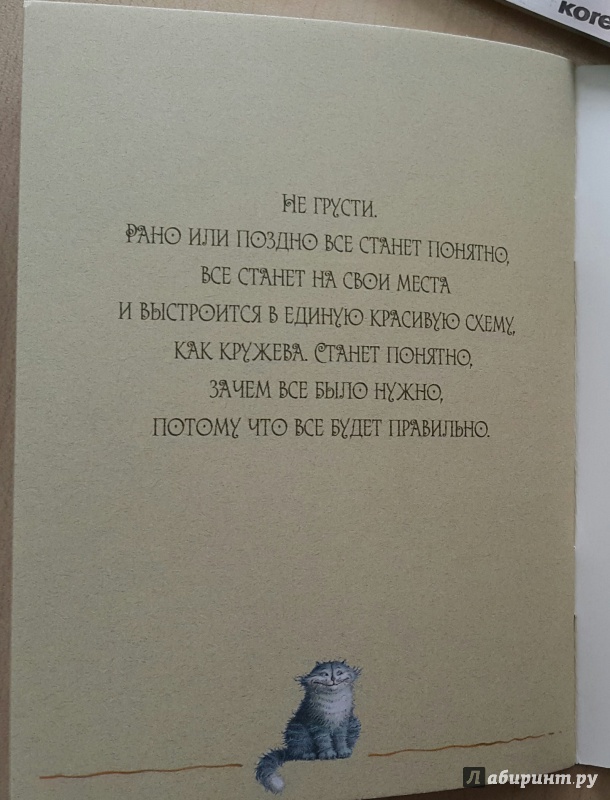 коге
Не грусти.
Рано или поздно все станет понятно,
все станет на свои места
и выстроится в единую красивую схему,
как кружева. Станет понятно,
зачем все было нужно,
потому что все будет правильно.
Лабиринт.ру